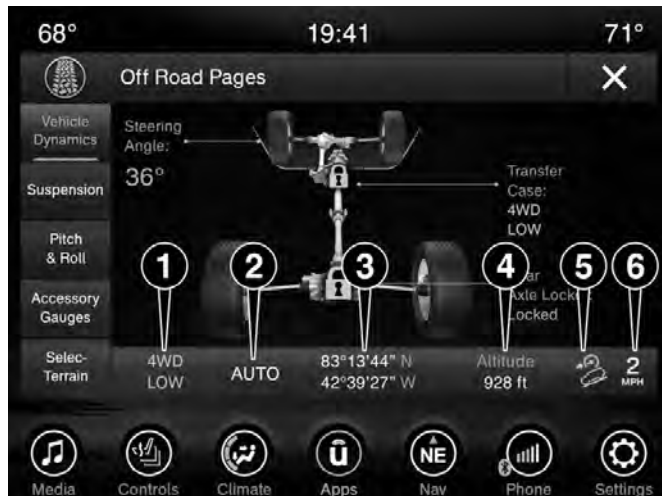 68° 19:41 71°
Off Road Pages
Vehicle
Dynamics
Steering
Angle:
36°
Transfer
Case:
4WD
LOW
Suspension
Pitch
& Roll
1 2 3 4 5 6
Axle Locker
Locked
Accessory
Gauges
Selec-
Terrain
4WD
LOW
AUTO
83°13'44" N
42°39'27" W
Altitude
928 ft
2
MPH
û
NE
Media Controls Climate Apps Nav Phone Settings